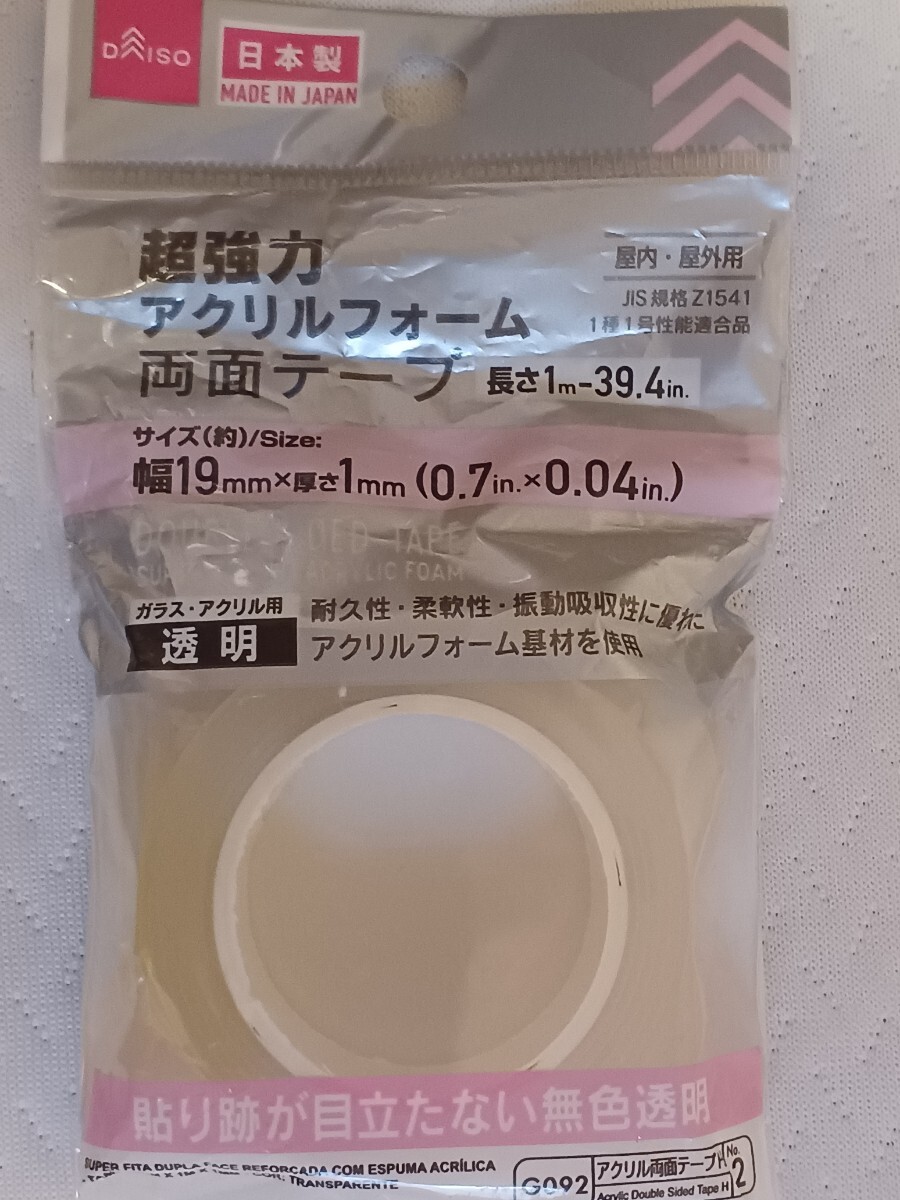 DAISO
日本製
MADE IN JAPAN
超強力
アクリルフォーム
両面テープ
長さ1m-39.4in.
屋内・屋外用
JIS規格 Z1541
1種1号性能適合品
サイズ(約)/Size:
幅19mm×厚さ1mm (0.7in.×0.04in.)
TAPE
ACRYLIC FOAM
ガラス・アクリル用
透明
耐久性・柔軟性・振動吸収性に優れた
アクリルフォーム基材を使用
貼り跡が目立たない無色透明
SUPER FITA DUPLA FACE REFORÇADA COM ESPUMA ACRÍLICA
TRANSPARENTE
G092
アクリル両面テープH
Acrylic Double Sided Tape H
No.
2